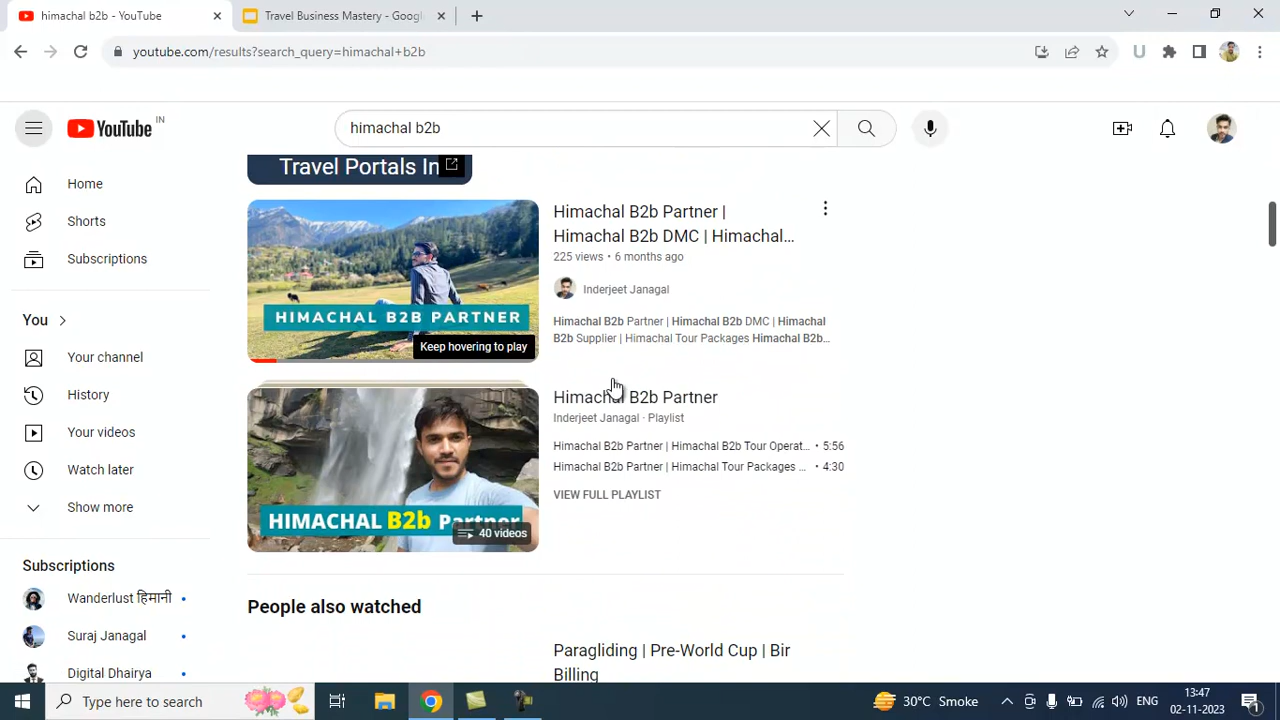 himachal b2b - YouTube
Travel Business Mastery - Googl
youtube.com/results?search_query=himachal+b2b
U
YouTube IN
himachal b2b
Home
Shorts
Subscriptions
You
Your channel
History
Your videos
Watch later
Show more
Subscriptions
Wanderlust हिमानी
Suraj Janagal
Digital Dhairya
Travel Portals In
HIMACHAL B2B PARTNER
Keep hovering to play
Himachal B2b Partner |
Himachal B2b DMC | Himachal...
225 views • 6 months ago
Inderjeet Janagal
Himachal B2b Partner | Himachal B2b DMC | Himachal
B2b Supplier | Himachal Tour Packages Himachal B2b...
HIMACHAL B2b Partner
40 videos
Himachal B2b Partner
Inderjeet Janagal · Playlist
Himachal B2B Partner | Himachal B2b Tour Operat... • 5:56
Himachal B2b Partner | Himachal Tour Packages ... • 4:30
VIEW FULL PLAYLIST
People also watched
Paragliding | Pre-World Cup | Bir
Billing
Type here to search
30°C Smoke
ENG
13:47
02-11-2023
1